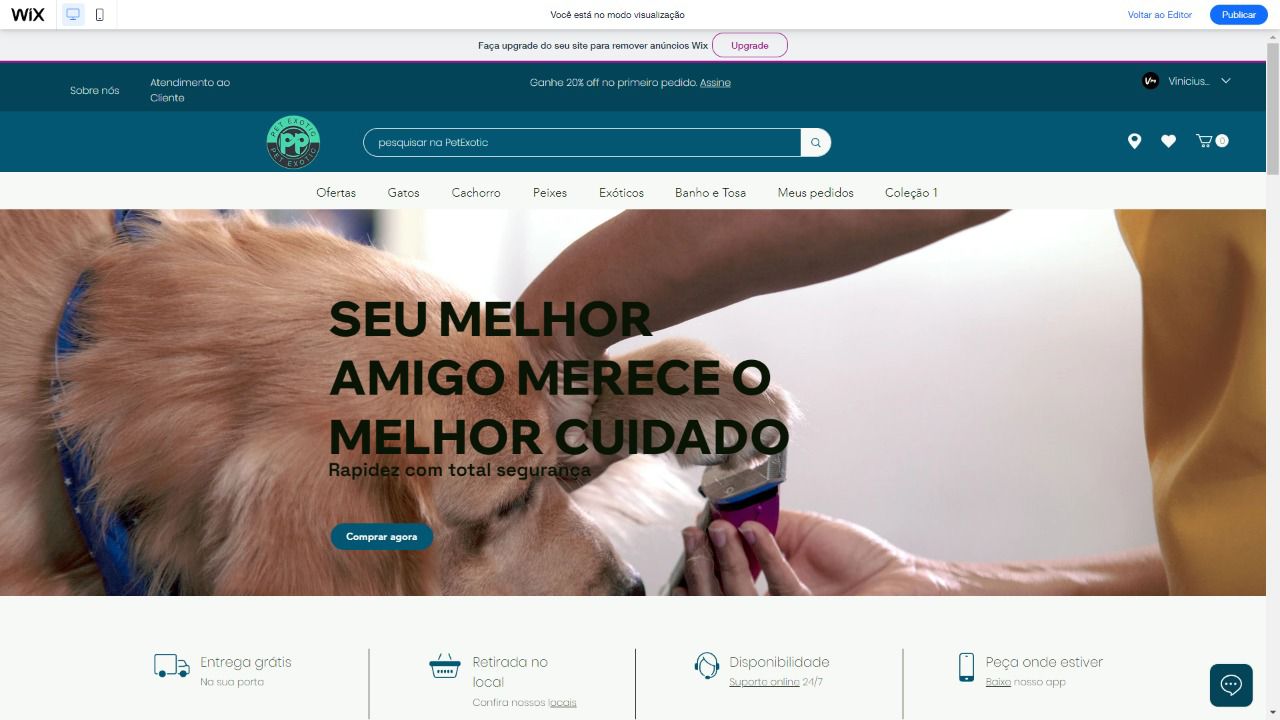 WiX
Você está no modo visualização
Voltar ao Editor
Publicar
Faça upgrade do seu site para remover anúncios Wix
Upgrade
Sobre nós
Atendimento ao
Cliente
Ganhe 20% off no primeiro pedido. Assine
Vinicius...
PET EXOTIC
PP
PET EXOTIC
pesquisar na PetExotic
0
Ofertas
Gatos
Cachorro
Peixes
Exóticos
Banho e Tosa
Meus pedidos
Coleção 1
SEU MELHOR
AMIGO MERECE O
MELHOR CUIDADO
Rapidez com total segurança
Comprar agora
Entrega grátis
Na sua porta
Retirada no
local
Confira nossos locais
Disponibilidade
Suporte online 24/7
Peça onde estiver
Baixe nosso app